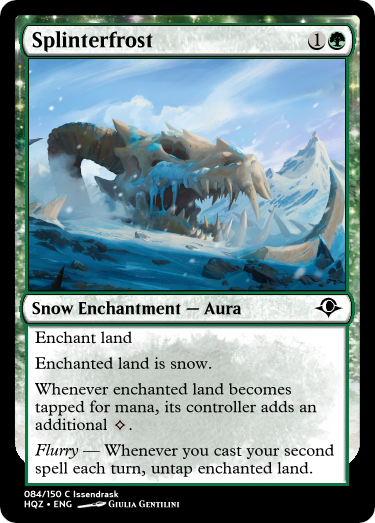 Splinterfrost 1
Snow Enchantment — Aura
Enchant land
Enchanted land is snow.
Whenever enchanted land becomes
tapped for mana, its controller adds an
additional .
Flurry — Whenever you cast your second
spell each turn, untap enchanted land.
084/150 C Issendrask
HQZ • ENG Giulia Gentilini